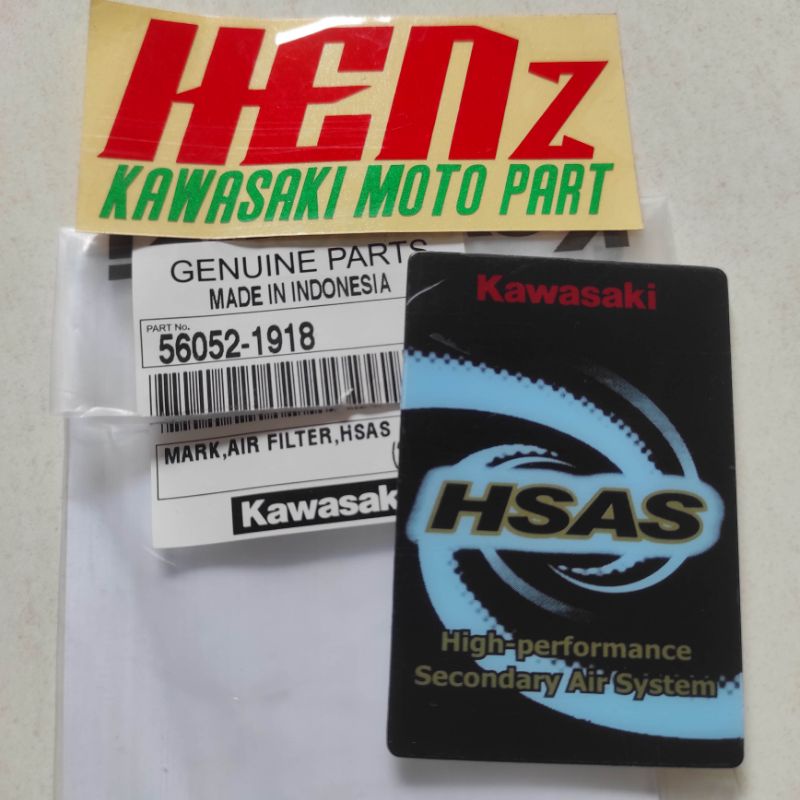 HENZ
KAWASAKI MOTO PART
GENUINE PARTS
MADE IN INDONESIA
PART No.
56052-1918
MARK,AIR FILTER,HSAS
Kawasaki
Kawasaki
HSAS
High-performance
Secondary Air System